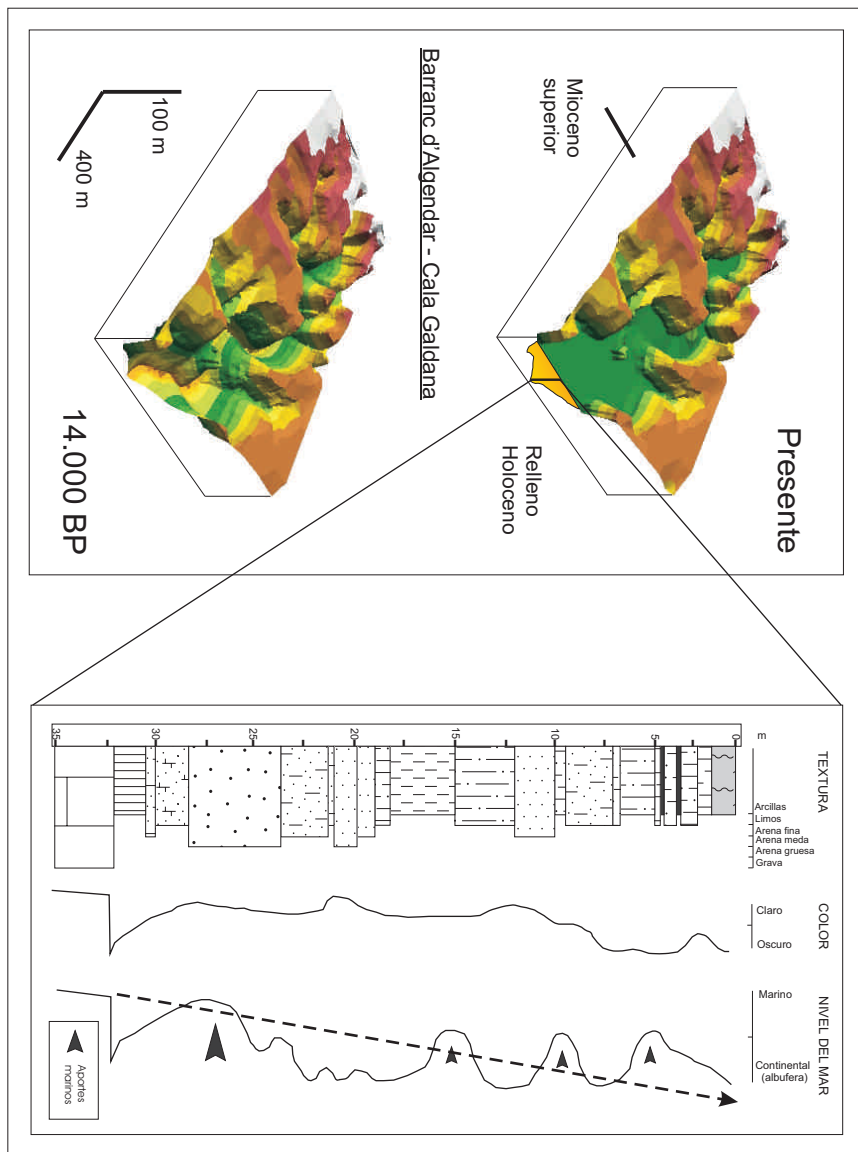 Presente
Mioceno
superior
Relleno
Holoceno
Barranc d'Algendar - Cala Galdana
100 m
400 m
14.000 BP
m
0
5
10
15
20
25
30
35
TEXTURA
Arcillas
Limos
Arena fina
Arena meda
Arena gruesa
Grava
COLOR
Claro
Oscuro
NIVEL DEL MAR
Marino
Continental
(albufera)
Aportes
marinos